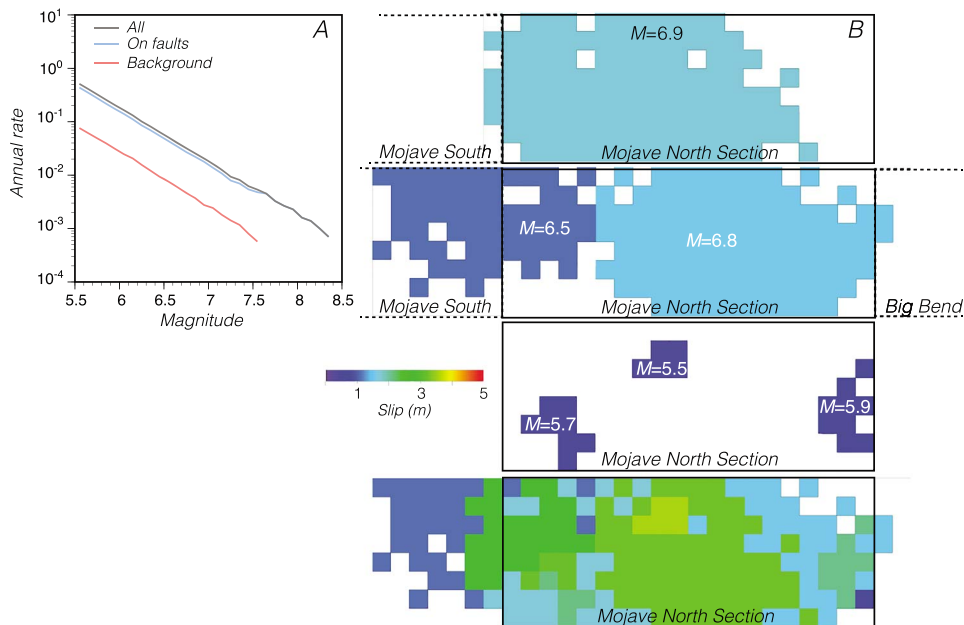 A
All
On faults
Background
10¹
10⁰
10⁻¹
10⁻²
10⁻³
10⁻⁴
Annual rate
5.5 6 6.5 7 7.5 8 8.5
Magnitude
B
M=6.9
Mojave South
Mojave North Section
M=6.5
M=6.8
Mojave South
Mojave North Section
Big Bend
M=5.5
M=5.7
M=5.9
Mojave North Section
1 3 5
Slip (m)
Mojave North Section